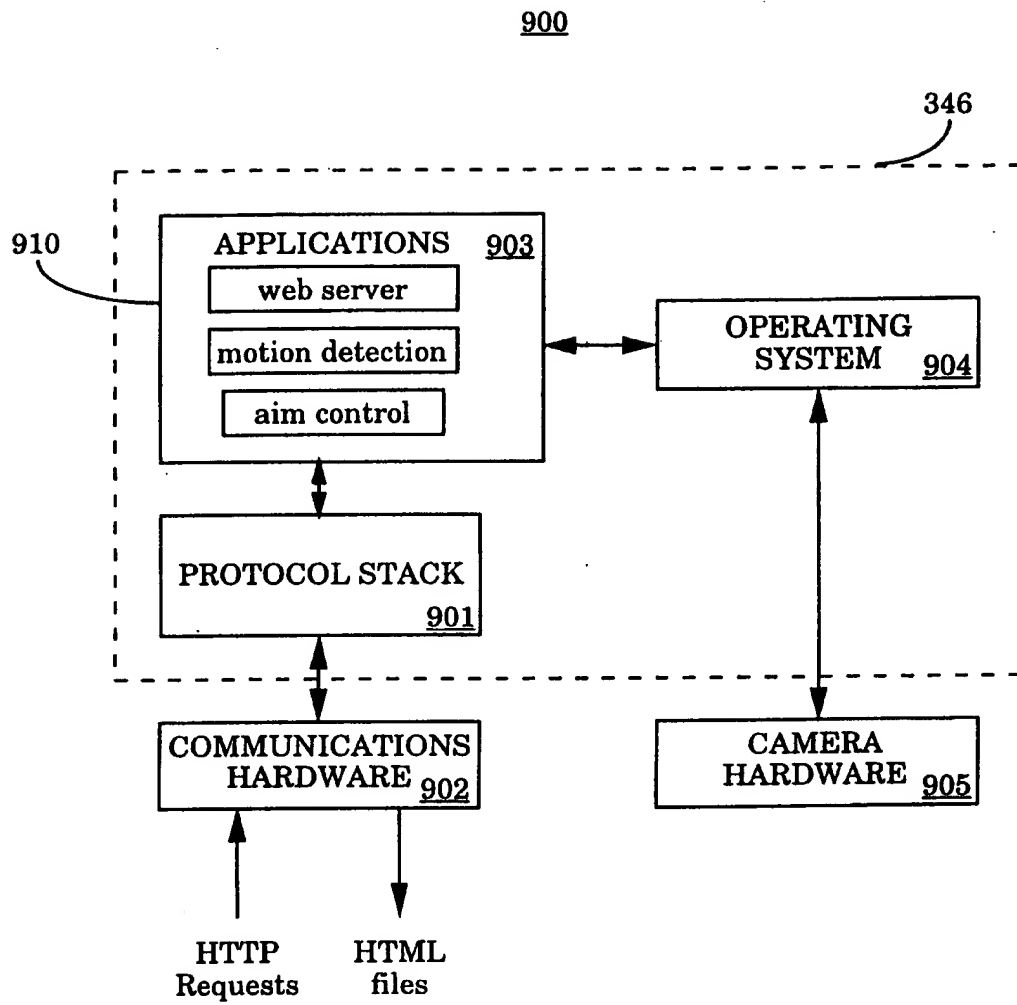 900
346
910
APPLICATIONS 903
web server
motion detection
aim control
OPERATING
SYSTEM 904
PROTOCOL STACK
901
COMMUNICATIONS
HARDWARE 902
CAMERA
HARDWARE 905
HTTP
Requests
HTML
files